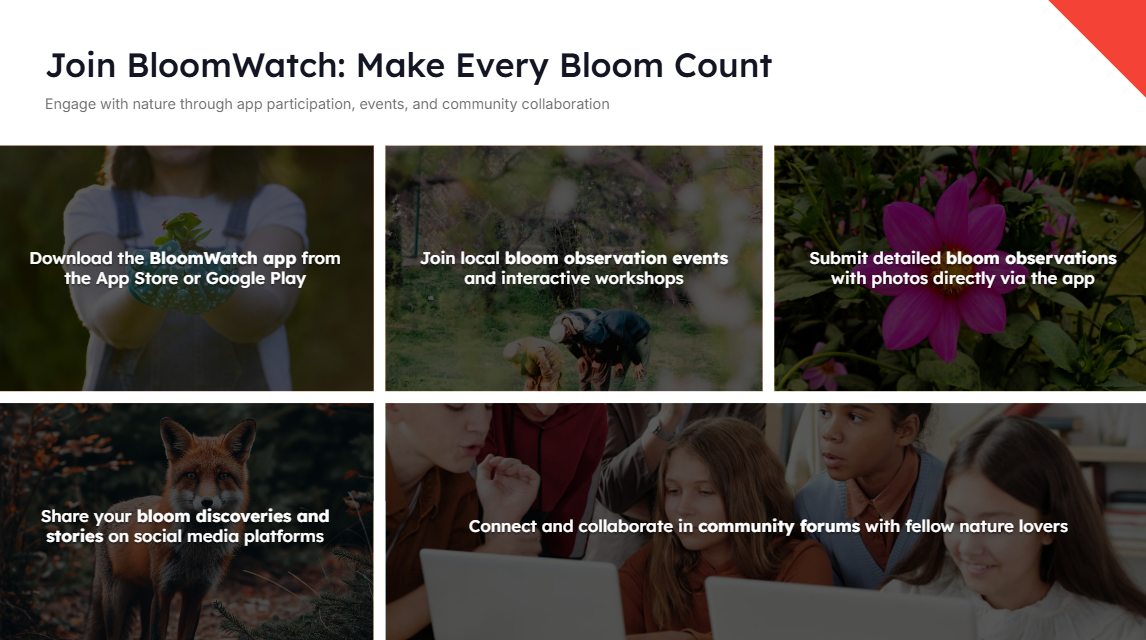 Join BloomWatch: Make Every Bloom Count
Engage with nature through app participation, events, and community collaboration
Download the BloomWatch app from
the App Store or Google Play
Join local bloom observation events
and interactive workshops
Submit detailed bloom observations
with photos directly via the app
Share your bloom discoveries and
stories on social media platforms
Connect and collaborate in community forums with fellow nature lovers